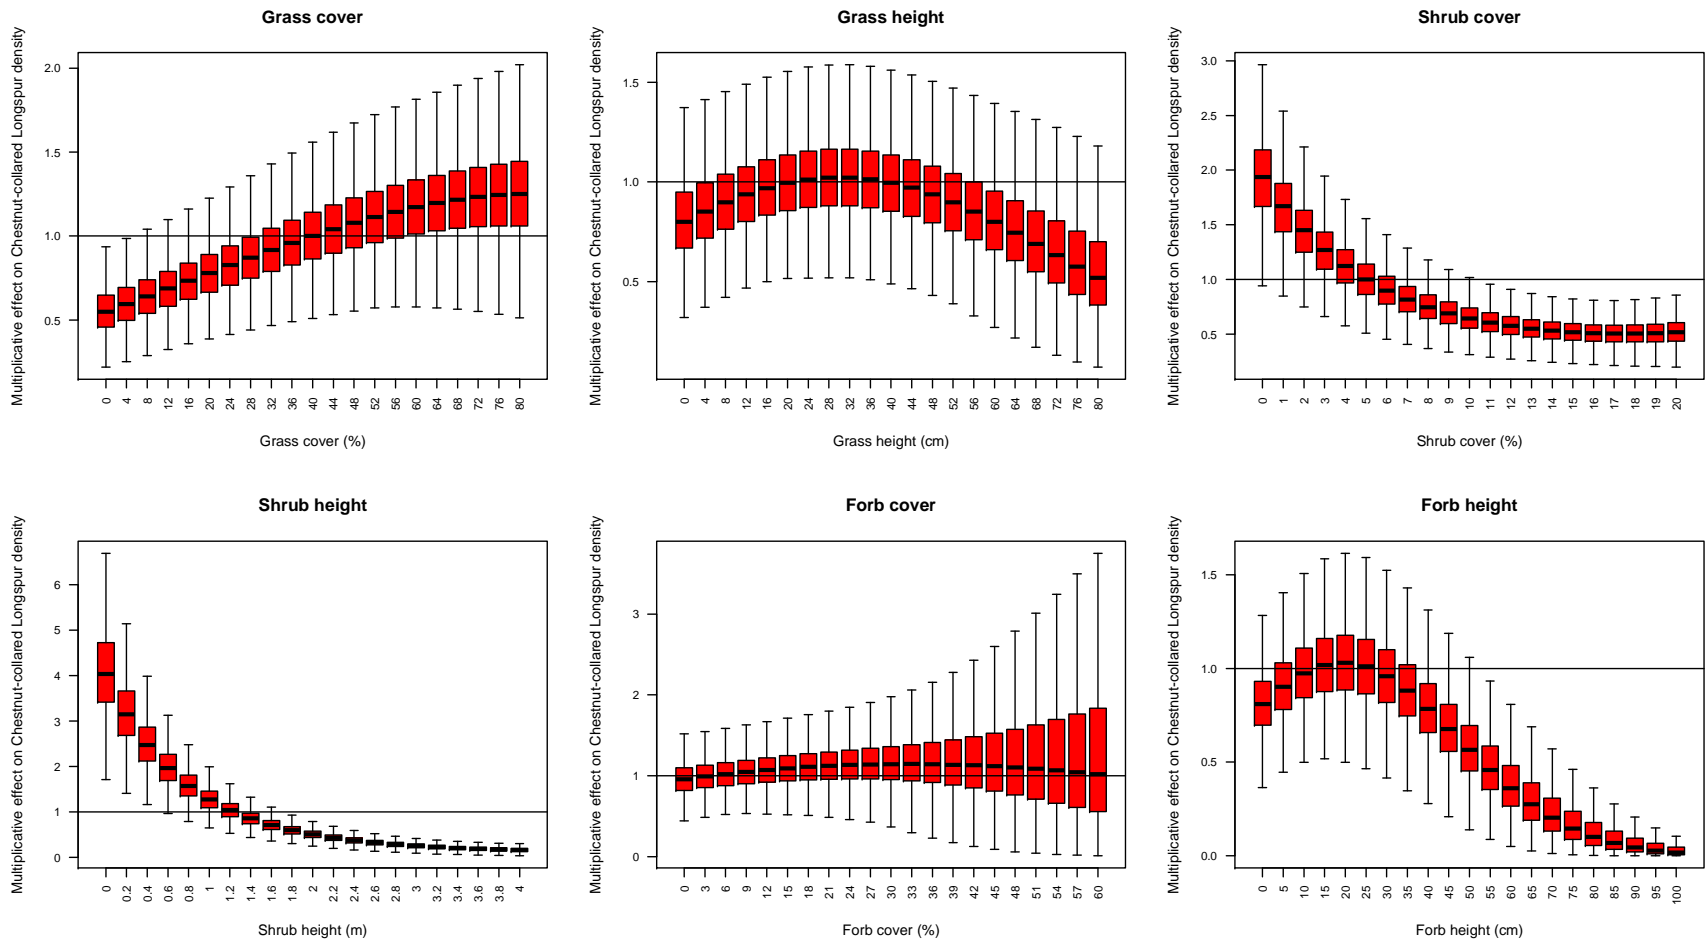 Grass cover
Multiplicative effect on Chestnut-collared Longspur density
2.0
1.5
1.0
0.5
0 4 8 12 16 20 24 28 32 36 40 44 48 52 56 60 64 68 72 76 80
Grass cover (%)
Grass height
Multiplicative effect on Chestnut-collared Longspur density
1.5
1.0
0.5
0 4 8 12 16 20 24 28 32 36 40 44 48 52 56 60 64 68 72 76 80
Grass height (cm)
Shrub cover
Multiplicative effect on Chestnut-collared Longspur density
3.0
2.5
2.0
1.5
1.0
0.5
0 1 2 3 4 5 6 7 8 9 10 11 12 13 14 15 16 17 18 19 20
Shrub cover (%)
Shrub height
Multiplicative effect on Chestnut-collared Longspur density
6
5
4
3
2
1
0
0 0.2 0.4 0.6 0.8 1 1.2 1.4 1.6 1.8 2 2.2 2.4 2.6 2.8 3 3.2 3.4 3.6 3.8 4
Shrub height (m)
Forb cover
Multiplicative effect on Chestnut-collared Longspur density
3
2
1
0
0 3 6 9 12 15 18 21 24 27 30 33 36 39 42 45 48 51 54 57 60
Forb cover (%)
Forb height
Multiplicative effect on Chestnut-collared Longspur density
1.5
1.0
0.5
0.0
0 5 10 15 20 25 30 35 40 45 50 55 60 65 70 75 80 85 90 95 100
Forb height (cm)